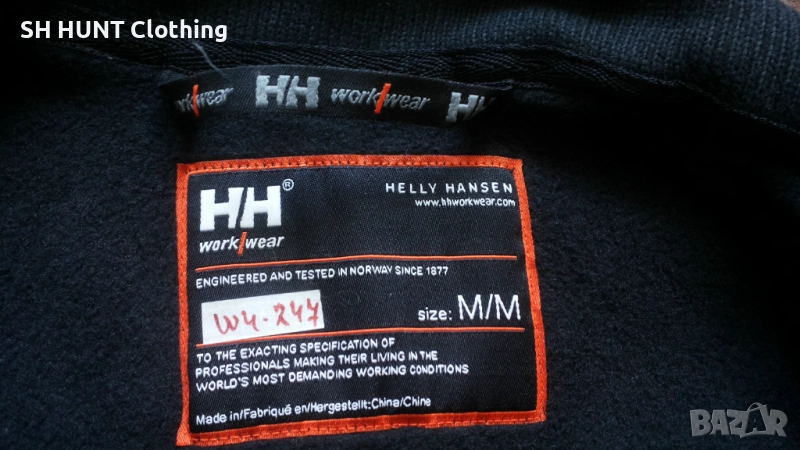 SH HUNT Clothing
work/wear HH work/wear HH
HH®
work/wear
HELLY HANSEN
www.hhworkwear.com
ENGINEERED AND TESTED IN NORWAY SINCE 1877
W4-247
size: M/M
TO THE EXACTING SPECIFICATION OF
PROFESSIONALS MAKING THEIR LIVING IN THE
WORLD'S MOST DEMANDING WORKING CONDITIONS
Made in/Fabriqué en/Hergestellt:China/Chine
BAZAR